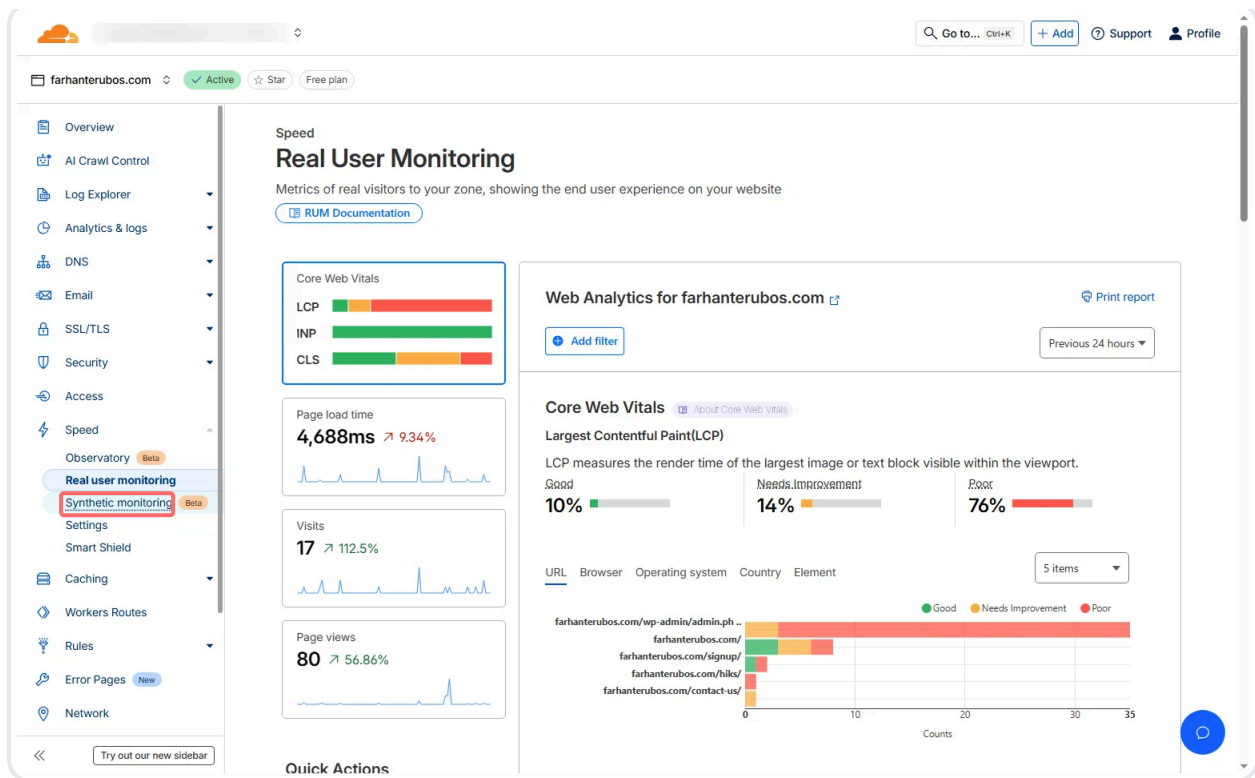 Go to... Ctrl+K
+ Add
Support
Profile
farhanterubos.com
Active
Star
Free plan
Overview
AI Crawl Control
Log Explorer
Analytics & logs
DNS
Email
SSL/TLS
Security
Access
Speed
Observatory Beta
Real user monitoring
Synthetic monitoring Beta
Settings
Smart Shield
Caching
Workers Routes
Rules
Error Pages New
Network
Try out our new sidebar
Speed
Real User Monitoring
Metrics of real visitors to your zone, showing the end user experience on your website
RUM Documentation
Core Web Vitals
LCP
INP
CLS
Page load time
4,688ms 9.34%
Visits
17 112.5%
Page views
80 56.86%
Quick Actions
Web Analytics for farhanterubos.com
Print report
Add filter
Previous 24 hours
Core Web Vitals About Core Web Vitals
Largest Contentful Paint(LCP)
LCP measures the render time of the largest image or text block visible within the viewport.
Good
10%
Needs Improvement
14%
Poor
76%
URL Browser Operating system Country Element
5 items
Good Needs Improvement Poor
farhanterubos.com/wp-admin/admin.ph ..
farhanterubos.com/
farhanterubos.com/signup/
farhanterubos.com/hiks/
farhanterubos.com/contact-us/
0 10 20 30 35
Counts